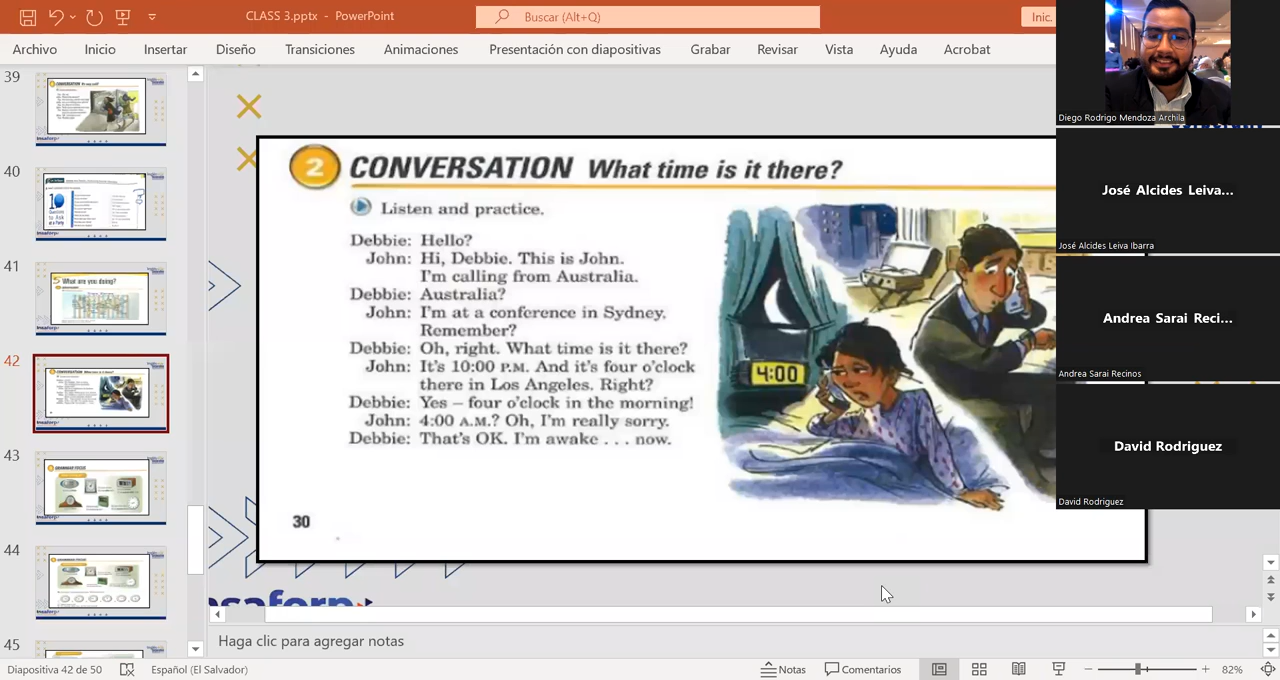 CLASS 3.pptx - PowerPoint
Buscar (Alt+Q)
Inic.
Archivo Inicio Insertar Diseño Transiciones Animaciones Presentación con diapositivas Grabar Revisar Vista Ayuda Acrobat
39
40
41
What are you doing?
42
43
44
45
2 CONVERSATION What time is it there?
Listen and practice.
Debbie: Hello?
John: Hi, Debbie. This is John.
I'm calling from Australia.
Debbie: Australia?
John: I'm at a conference in Sydney.
Remember?
Debbie: Oh, right. What time is it there?
John: It's 10:00 P.M. And it's four o'clock
there in Los Angeles. Right?
Debbie: Yes – four o'clock in the morning!
John: 4:00 A.M.? Oh, I'm really sorry.
Debbie: That's OK. I'm awake . . . now.
4:00
30
Diego Rodrigo Mendoza Archila
José Alcides Leiva...
José Alcides Leiva Ibarra
Andrea Sarai Reci...
Andrea Sarai Recinos
David Rodriguez
David Rodriguez
Haga clic para agregar notas
Diapositiva 42 de 50 Español (El Salvador) Notas Comentarios 82%